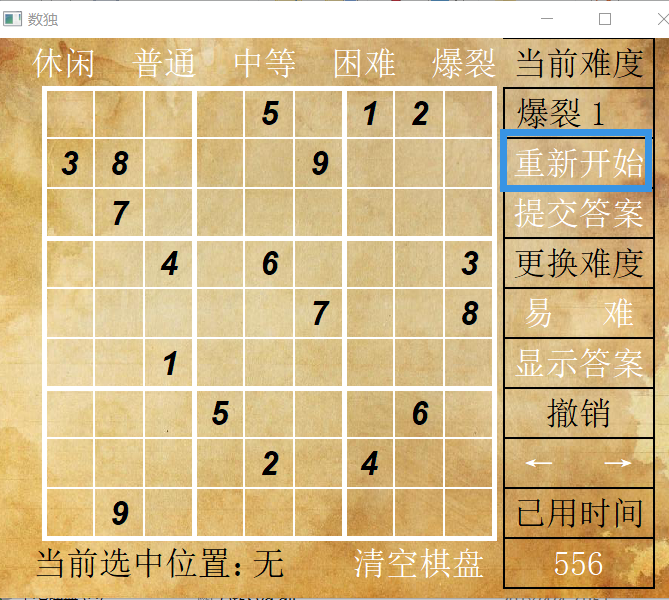 数独
休闲 普通 中等 困难 爆裂 当前难度
5 1 2 爆裂 1
3 8 9 重新开始
7 提交答案
4 6 3 更换难度
7 8 易 难
1 显示答案
5 6 撤销
2 4 ← →
9 已用时间
当前选中位置：无 清空棋盘 556